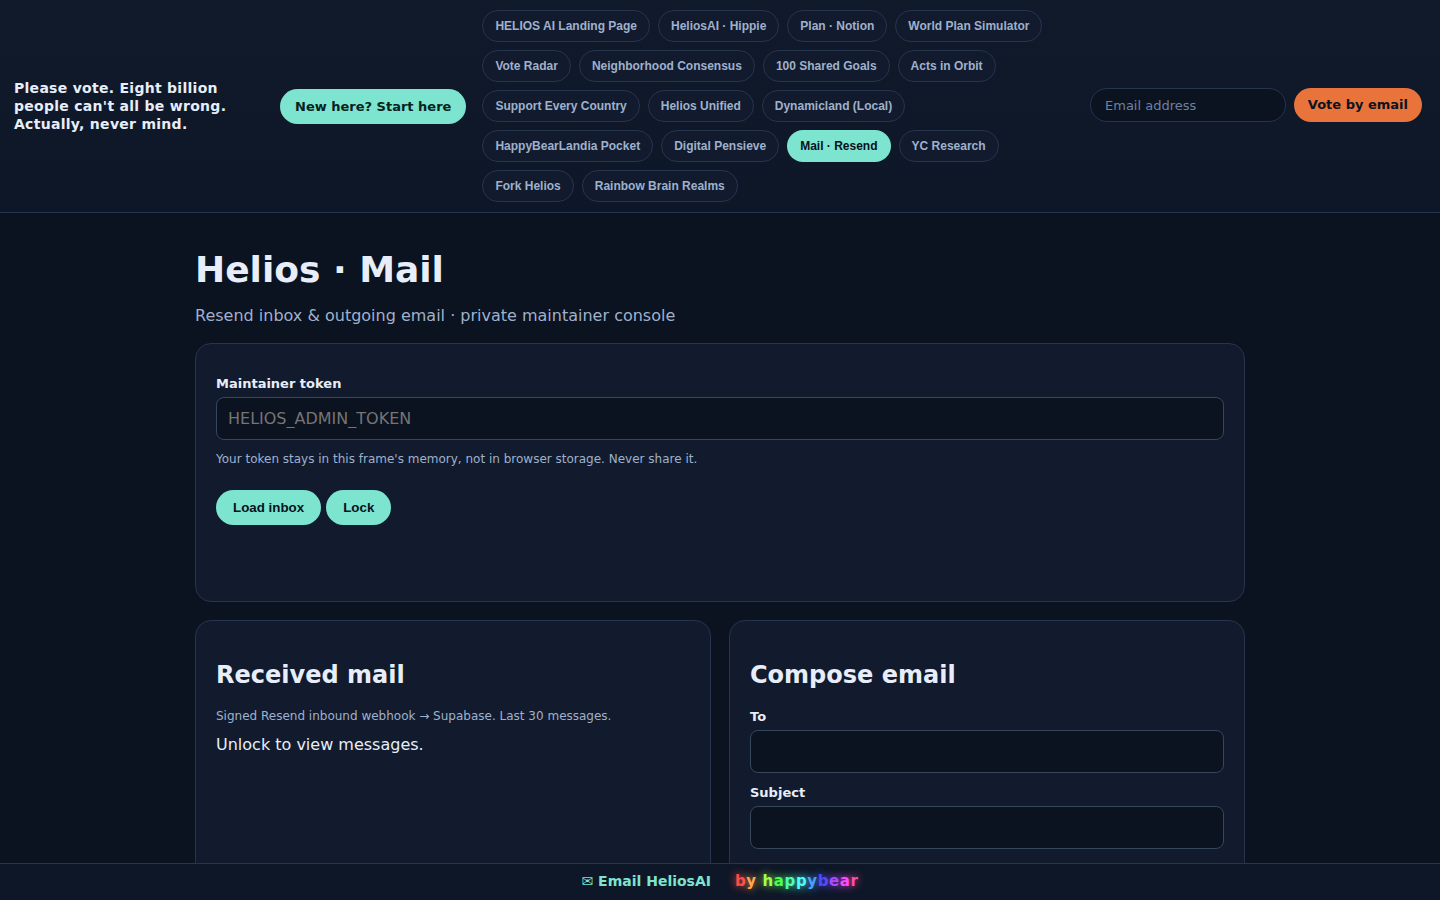 Please vote. Eight billion
people can't all be wrong.
Actually, never mind.
New here? Start here
HELIOS AI Landing Page
HeliosAI · Hippie
Plan · Notion
World Plan Simulator
Vote Radar
Neighborhood Consensus
100 Shared Goals
Acts in Orbit
Support Every Country
Helios Unified
Dynamicland (Local)
HappyBearLandia Pocket
Digital Pensieve
Mail · Resend
YC Research
Fork Helios
Rainbow Brain Realms
Email address
Vote by email
Helios · Mail
Resend inbox & outgoing email · private maintainer console
Maintainer token
HELIOS_ADMIN_TOKEN
Your token stays in this frame's memory, not in browser storage. Never share it.
Load inbox
Lock
Received mail
Signed Resend inbound webhook → Supabase. Last 30 messages.
Unlock to view messages.
Compose email
To
Subject
✉ Email HeliosAI
by happybear